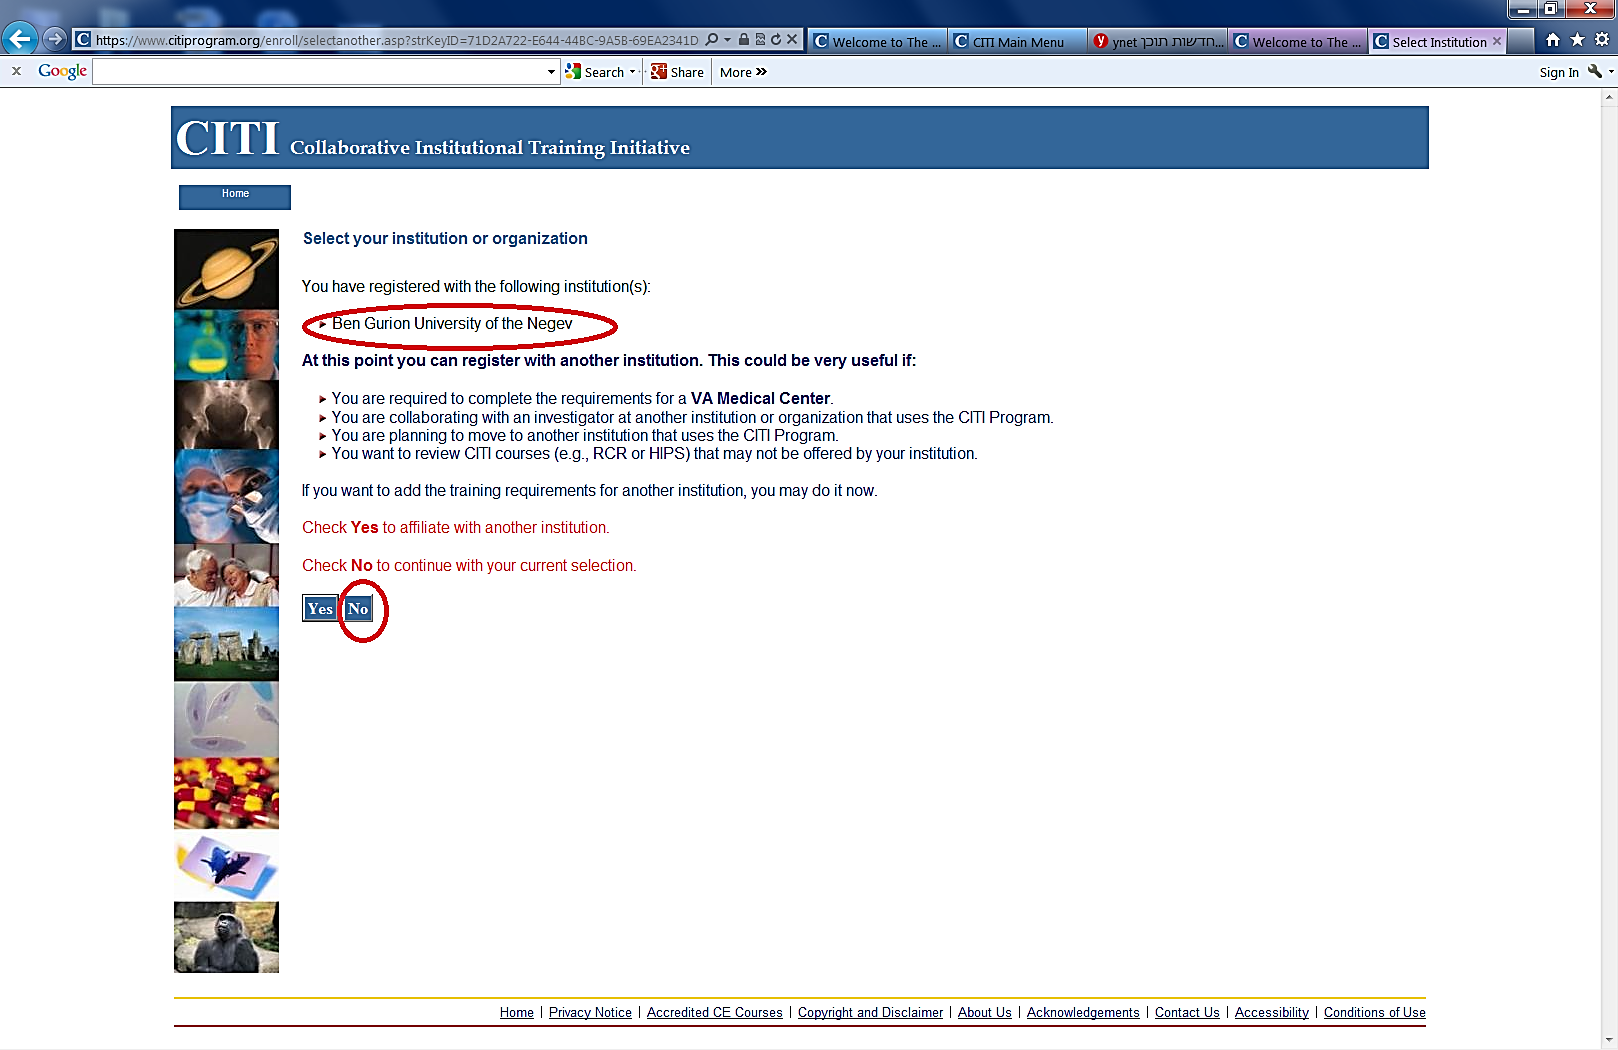 https://www.citiprogram.org/enroll/selectanother.asp?strKeyID=71D2A722-E644-44BC-9A5B-69EA2341D
Welcome to The ...
CITI Main Menu
ynet חדשות תוכן...
Welcome to The ...
Select Institution
x Google Search Share More »
Sign In
CITI Collaborative Institutional Training Initiative
Home
Select your institution or organization
You have registered with the following institution(s):
Ben Gurion University of the Negev
At this point you can register with another institution. This could be very useful if:
You are required to complete the requirements for a VA Medical Center.
You are collaborating with an investigator at another institution or organization that uses the CITI Program.
You are planning to move to another institution that uses the CITI Program.
You want to review CITI courses (e.g., RCR or HIPS) that may not be offered by your institution.
If you want to add the training requirements for another institution, you may do it now.
Check Yes to affiliate with another institution.
Check No to continue with your current selection.
Yes No
Home | Privacy Notice | Accredited CE Courses | Copyright and Disclaimer | About Us | Acknowledgements | Contact Us | Accessibility | Conditions of Use